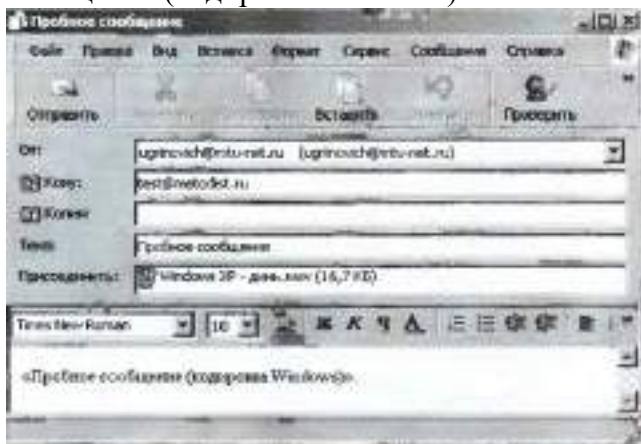 Пробное сообщение
Файл Правка Вид Вставка Формат Сервис Сообщение Справка
Отправить Вставить Проверить
От: ugrinovich@mtu-net.ru (ugrinovich@mtu-net.ru)
Кому: test@metodist.ru
Копия:
Тема: Пробное сообщение
Присоединить: Windows XP - (16,7 КБ)
Times New Roman 10 Ж К Ч A
«Пробное сообщение (кодировка Windows)».